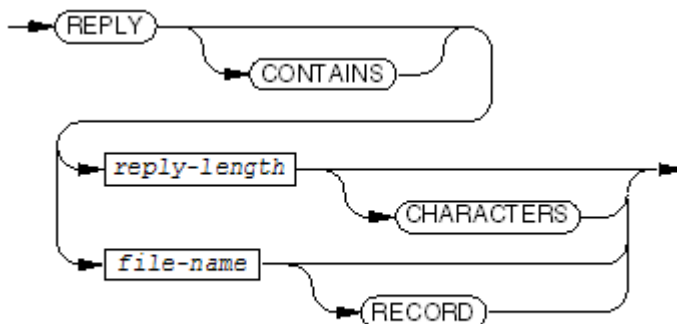 REPLY
CONTAINS
reply-length
CHARACTERS
file-name
RECORD